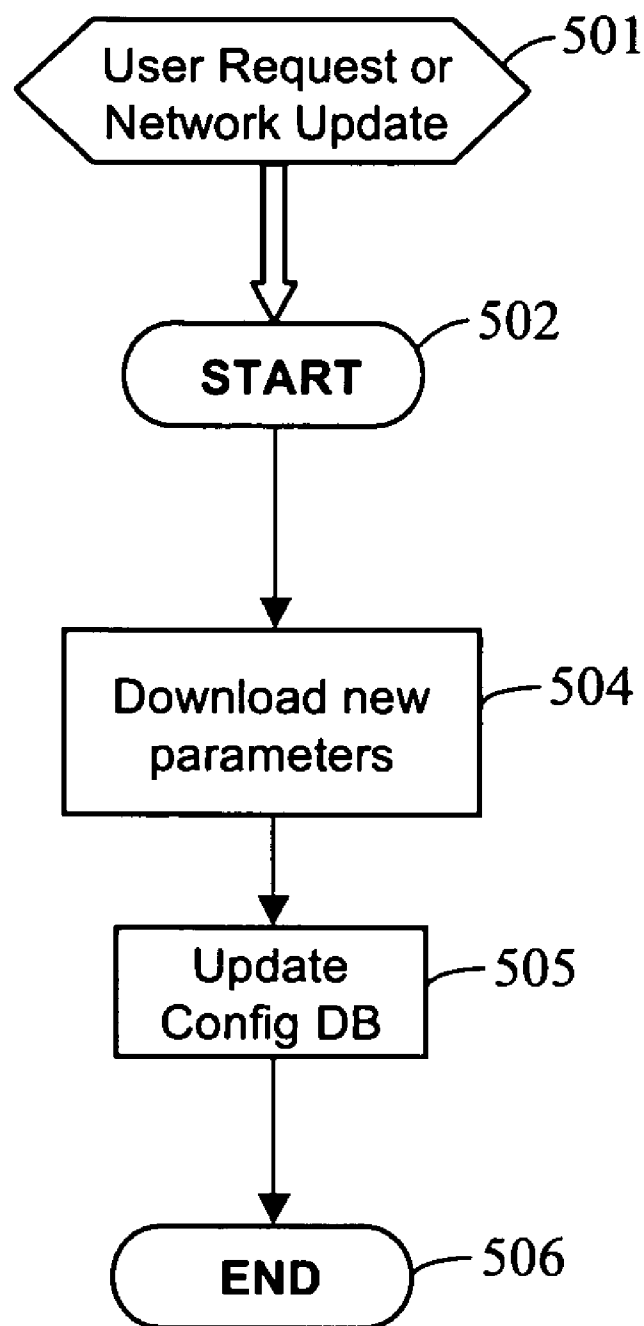 User Request or
Network Update
501
START
502
Download new
parameters
504
Update
Config DB
505
END
506